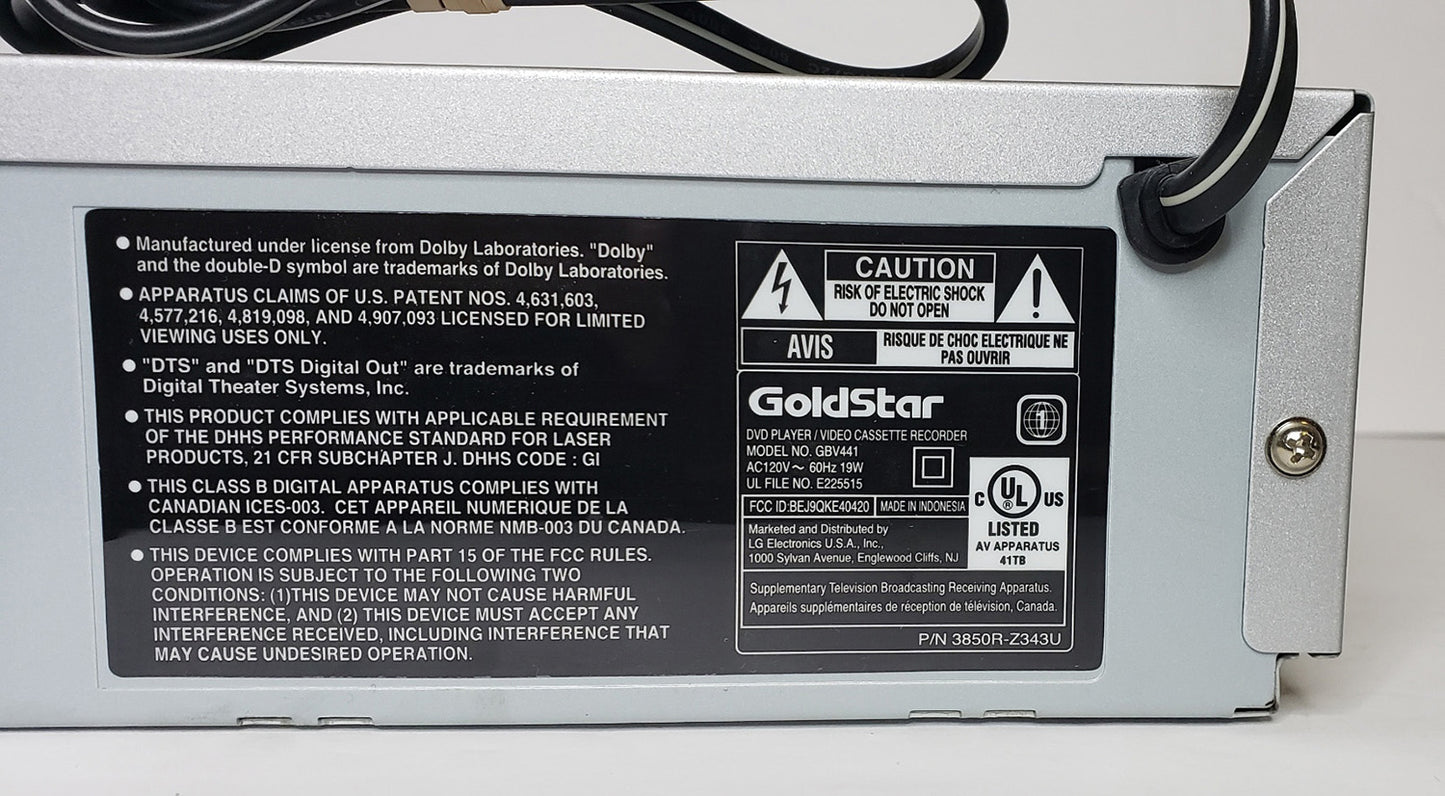 ● Manufactured under license from Dolby Laboratories. "Dolby"
and the double-D symbol are trademarks of Dolby Laboratories.
● APPARATUS CLAIMS OF U.S. PATENT NOS. 4,631,603,
4,577,216, 4,819,098, AND 4,907,093 LICENSED FOR LIMITED
VIEWING USES ONLY.
● "DTS" and "DTS Digital Out" are trademarks of
Digital Theater Systems, Inc.
● THIS PRODUCT COMPLIES WITH APPLICABLE REQUIREMENT
OF THE DHHS PERFORMANCE STANDARD FOR LASER
PRODUCTS, 21 CFR SUBCHAPTER J. DHHS CODE : GI
● THIS CLASS B DIGITAL APPARATUS COMPLIES WITH
CANADIAN ICES-003. CET APPAREIL NUMERIQUE DE LA
CLASSE B EST CONFORME A LA NORME NMB-003 DU CANADA.
● THIS DEVICE COMPLIES WITH PART 15 OF THE FCC RULES.
OPERATION IS SUBJECT TO THE FOLLOWING TWO
CONDITIONS: (1)THIS DEVICE MAY NOT CAUSE HARMFUL
INTERFERENCE, AND (2) THIS DEVICE MUST ACCEPT ANY
INTERFERENCE RECEIVED, INCLUDING INTERFERENCE THAT
MAY CAUSE UNDESIRED OPERATION.
CAUTION
RISK OF ELECTRIC SHOCK
DO NOT OPEN
AVIS
RISQUE DE CHOC ELECTRIQUE NE
PAS OUVRIR
GoldStar
1
DVD PLAYER / VIDEO CASSETTE RECORDER
MODEL NO. GBV441
AC120V～ 60Hz 19W
UL FILE NO. E225515
FCC ID:BEJ9QKE40420 MADE IN INDONESIA
C UL US
LISTED
AV APPARATUS
41TB
Marketed and Distributed by
LG Electronics U.S.A., Inc.,
1000 Sylvan Avenue, Englewood Cliffs, NJ
Supplementary Television Broadcasting Receiving Apparatus.
Appareils supplémentaires de réception de télévision, Canada.
P/N 3850R-Z343U